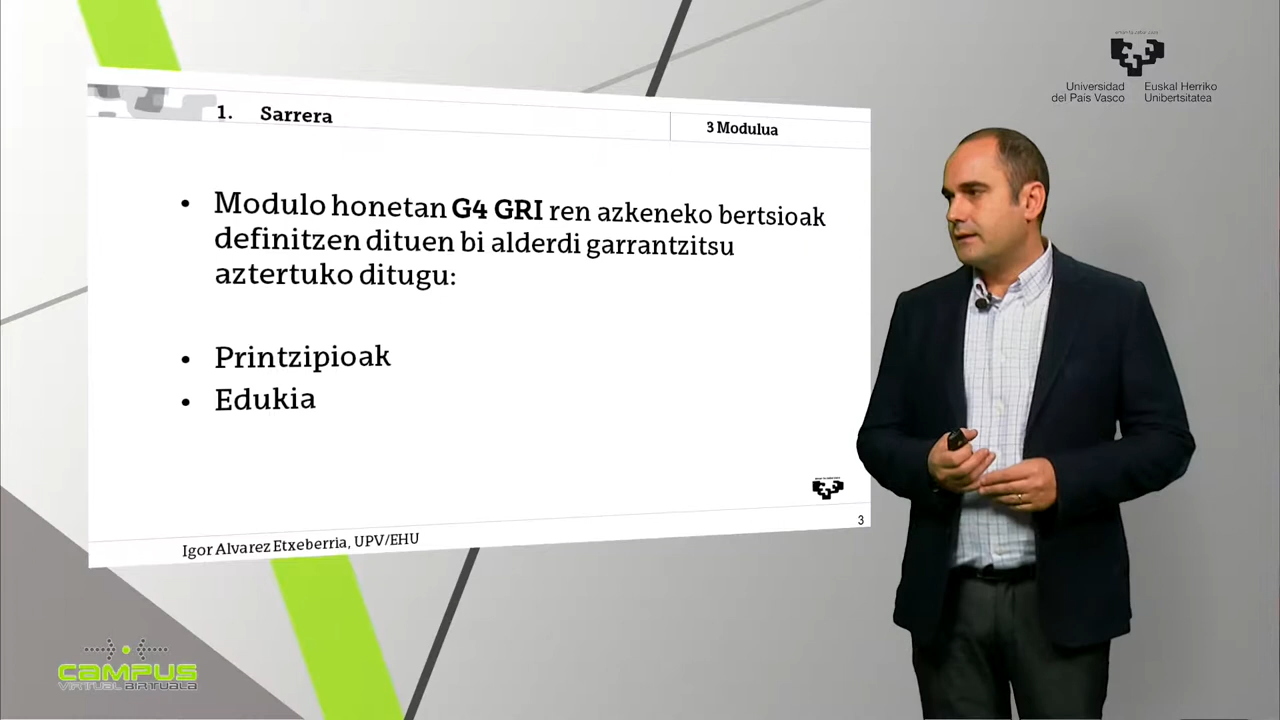 Universidad
del País Vasco
Euskal Herriko
Unibertsitatea
1. Sarrera
3 Modulua
• Modulo honetan G4 GRI ren azkeneko bertsioak
definitzen dituen bi alderdi garrantzitsu
aztertuko ditugu:
• Printzipioak
• Edukia
3
Igor Alvarez Etxeberria, UPV/EHU
CAMPUS
VIRTUAL BIRTUALA